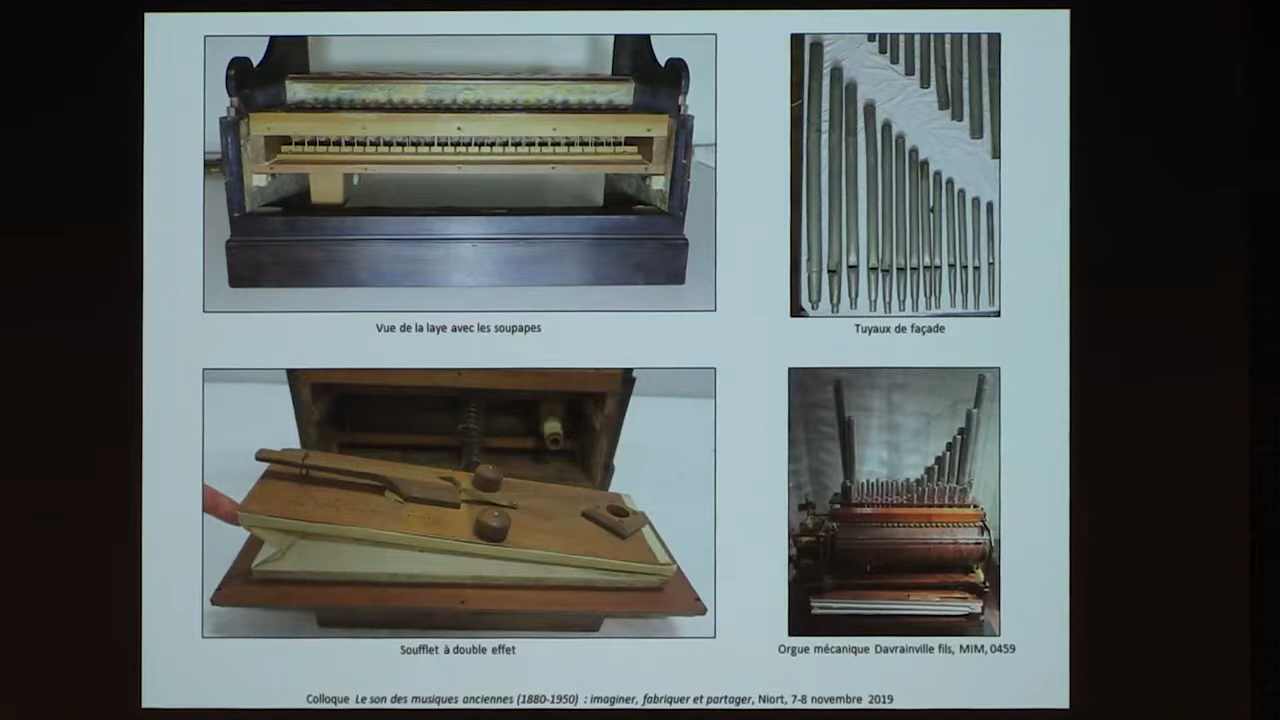 Vue de la laye avec les soupapes
Tuyaux de façade
Soufflet à double effet
Orgue mécanique Davrainville fils, MIM, 0459
Colloque Le son des musiques anciennes (1880-1950) : imaginer, fabriquer et partager, Niort, 7-8 novembre 2019